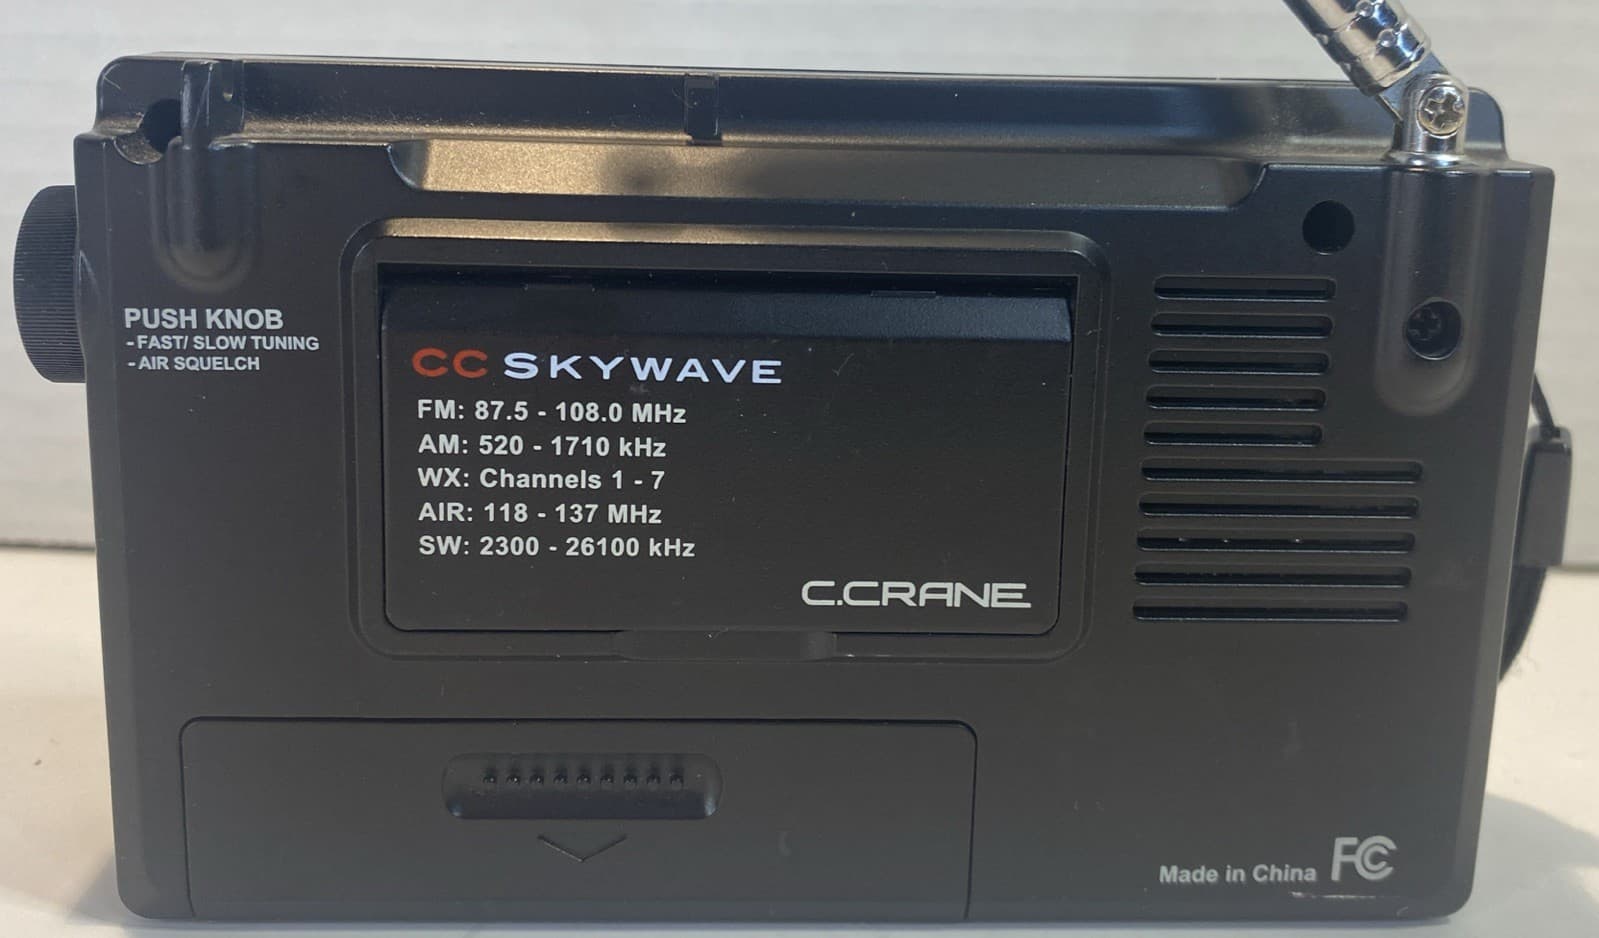 PUSH KNOB
-FAST/ SLOW TUNING
-AIR SQUELCH
CC SKYWAVE
FM: 87.5 - 108.0 MHz
AM: 520 - 1710 kHz
WX: Channels 1 - 7
AIR: 118 - 137 MHz
SW: 2300 - 26100 kHz
C.CRANE
Made in China FC